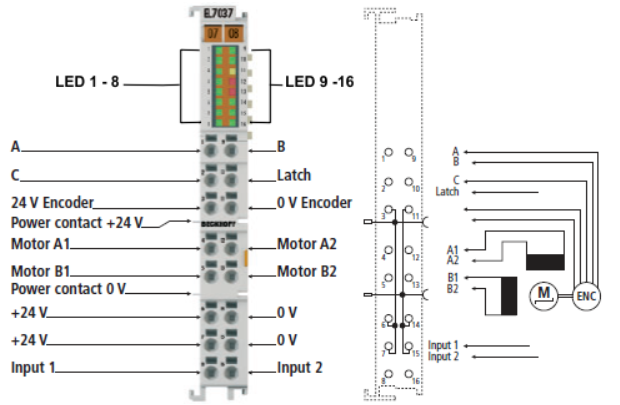 EL7037
07 08
LED 1 - 8
LED 9 -16
A
B
C
Latch
24 V Encoder
0 V Encoder
Power contact +24 V
BECKHOFF
Motor A1
Motor A2
Motor B1
Motor B2
Power contact 0 V
+24 V
0 V
+24 V
0 V
Input 1
Input 2
1
9
2
10
3
11
4
12
5
13
6
14
7
15
8
16
A
B
C
Latch
A1
A2
B1
B2
M
ENC
Input 1
Input 2